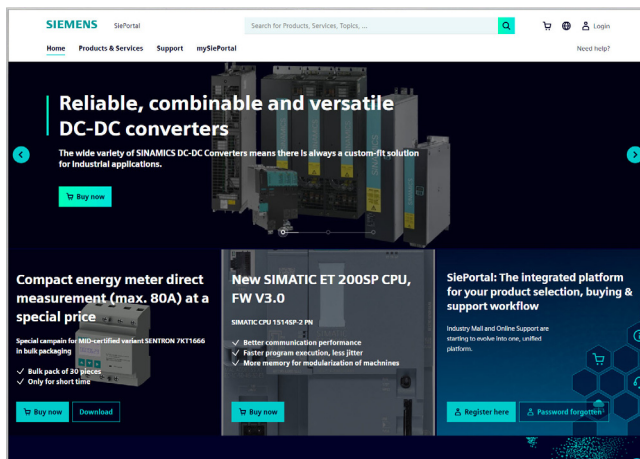 SIEMENS SiePortal
Search for Products, Services, Topics, ...
Login
Home Products & Services Support mySiePortal
Need help?
Reliable, combinable and versatile
DC-DC converters
The wide variety of SINAMICS DC-DC Converters means there is always a custom-fit solution
for industrial applications.
Buy now
Compact energy meter direct
measurement (max. 80A) at a
special price
Special campain for MID-certified variant SENTRON 7KT1666
in bulk packaging
Bulk pack of 30 pieces
Only for short time
Buy now Download
New SIMATIC ET 200SP CPU,
FW V3.0
SIMATIC CPU 1514SP-2 PN
Better communication performance
Faster program execution, less jitter
More memory for modularization of machnines
Buy now
SiePortal: The integrated platform
for your product selection, buying &
support workflow
Industry Mall and Online Support are
starting to evolve into one, unified
platform.
Register here Password forgotten